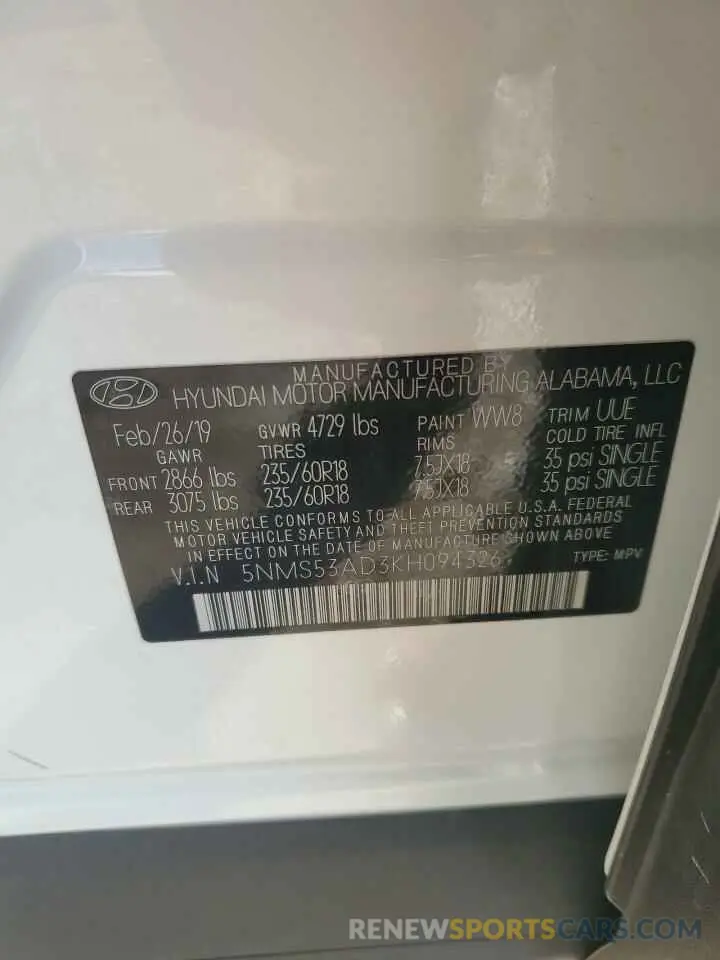 MANUFACTURED BY
HYUNDAI MOTOR MANUFACTURING ALABAMA, LLC
Feb/26/19 GVWR 4729 lbs PAINT WW8 TRIM UUE
GAWR TIRES RIMS COLD TIRE INFL
FRONT 2866 lbs 235/60R18 7.5JX18 35 psi SINGLE
REAR 3075 lbs 235/60R18 7.5JX18 35 psi SINGLE
THIS VEHICLE CONFORMS TO ALL APPLICABLE U.S.A. FEDERAL
MOTOR VEHICLE SAFETY AND THEFT PREVENTION STANDARDS
IN EFFECT ON THE DATE OF MANUFACTURE SHOWN ABOVE
V.I.N 5NMS53AD3KH094326 TYPE: MPV
RENEWSPORTSCARS.COM